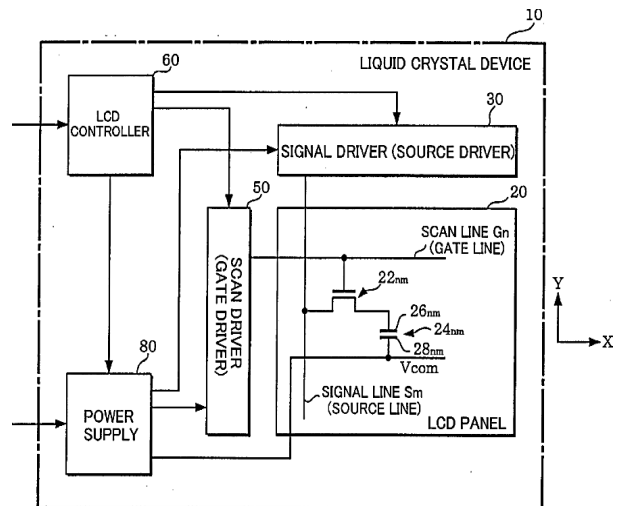 10
LIQUID CRYSTAL DEVICE
60
LCD
CONTROLLER
30
SIGNAL DRIVER (SOURCE DRIVER)
50
SCAN DRIVER
(GATE DRIVER)
20
SCAN LINE Gn
(GATE LINE)
22nm
26nm
24nm
28nm
Vcom
SIGNAL LINE Sm
(SOURCE LINE)
LCD PANEL
80
POWER
SUPPLY
Y
X